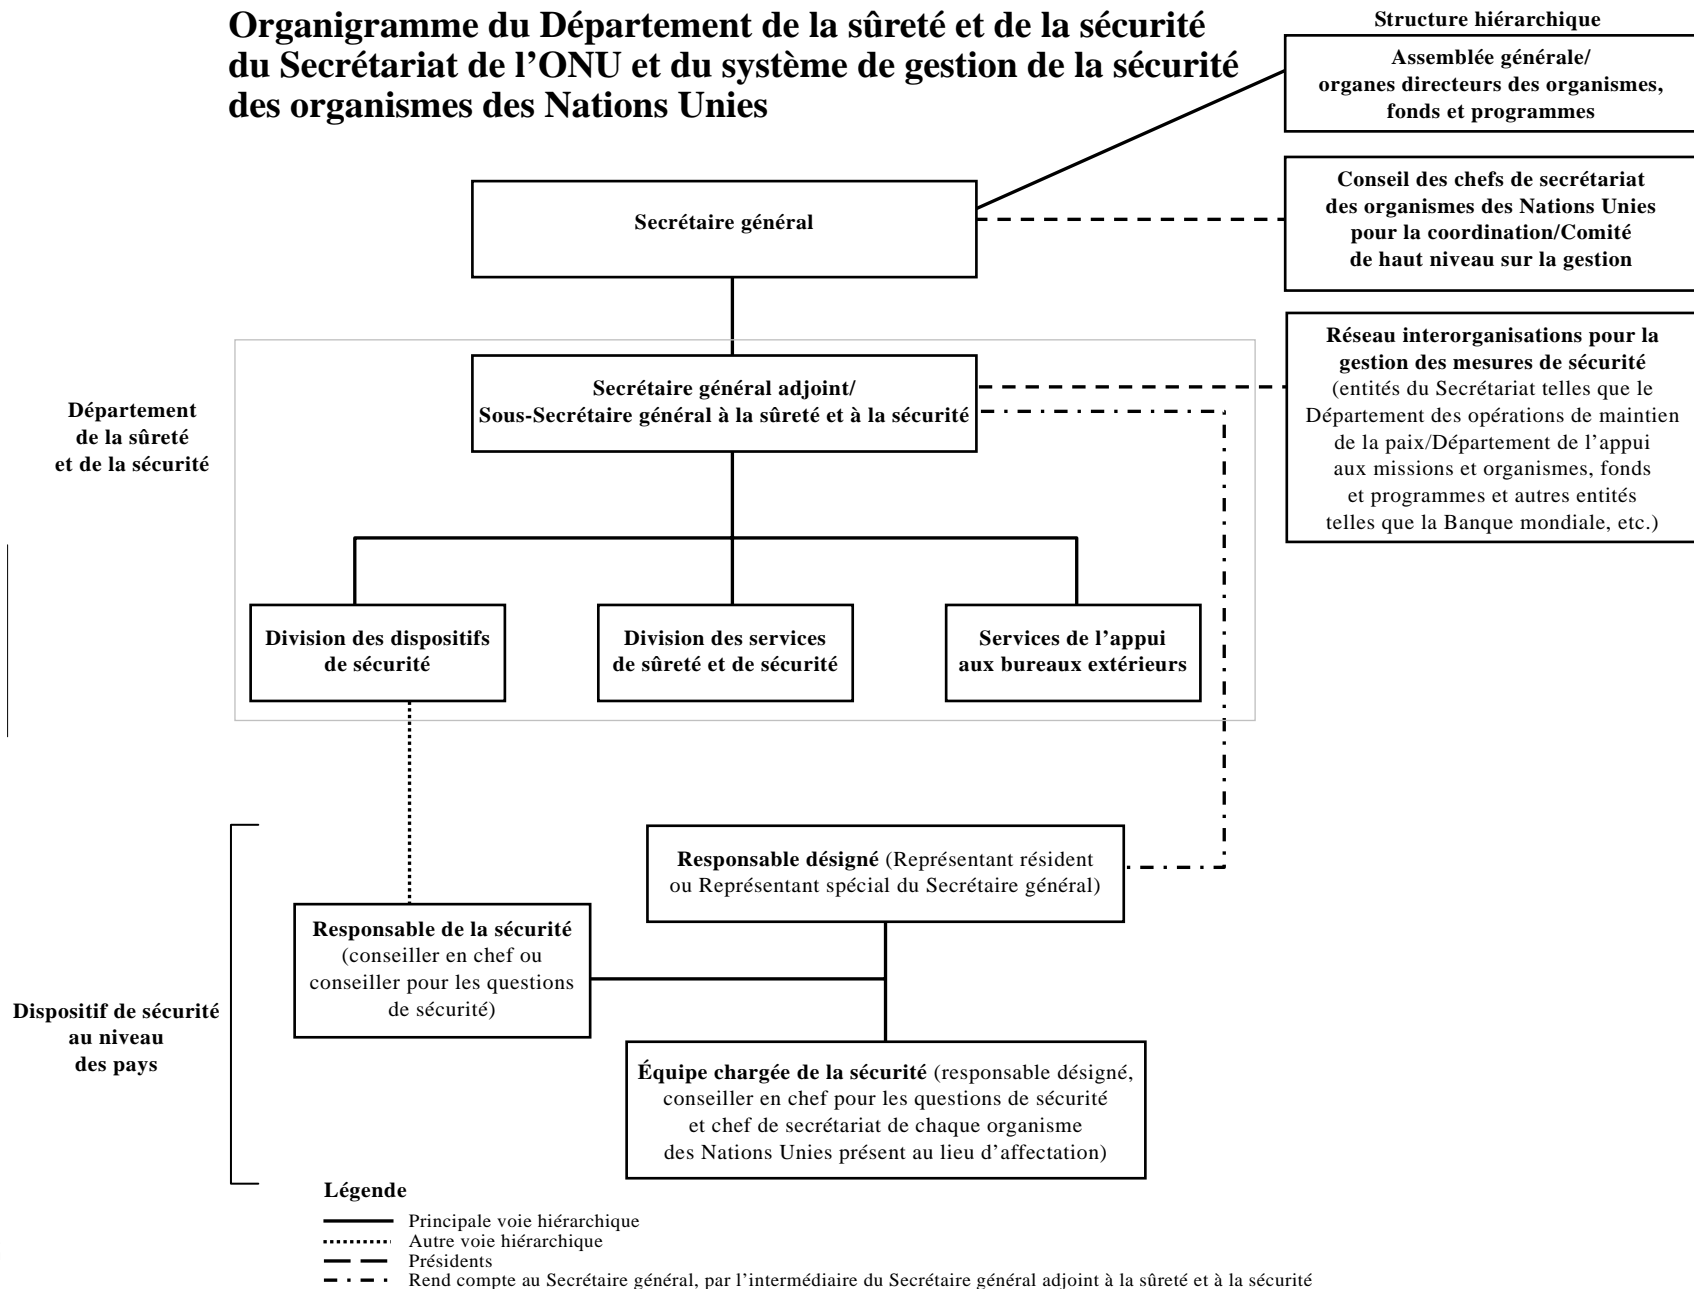 Organigramme du Département de la sûreté et de la sécurité
du Secrétariat de l’ONU et du système de gestion de la sécurité
des organismes des Nations Unies
Structure hiérarchique
Assemblée générale/
organes directeurs des organismes,
fonds et programmes
Secrétaire général
Conseil des chefs de secrétariat
des organismes des Nations Unies
pour la coordination/Comité
de haut niveau sur la gestion
Réseau interorganisations pour la
gestion des mesures de sécurité
(entités du Secrétariat telles que le
Département des opérations de maintien
de la paix/Département de l’appui
aux missions et organismes, fonds
et programmes et autres entités
telles que la Banque mondiale, etc.)
Département
de la sûreté
et de la sécurité
Secrétaire général adjoint/
Sous-Secrétaire général à la sûreté et à la sécurité
Division des dispositifs
de sécurité
Division des services
de sûreté et de sécurité
Services de l’appui
aux bureaux extérieurs
Dispositif de sécurité
au niveau
des pays
Responsable désigné (Représentant résident
ou Représentant spécial du Secrétaire général)
Responsable de la sécurité
(conseiller en chef ou
conseiller pour les questions
de sécurité)
Équipe chargée de la sécurité (responsable désigné,
conseiller en chef pour les questions de sécurité
et chef de secrétariat de chaque organisme
des Nations Unies présent au lieu d’affectation)
Légende
Principale voie hiérarchique
Autre voie hiérarchique
Présidents
Rend compte au Secrétaire général, par l’intermédiaire du Secrétaire général adjoint à la sûreté et à la sécurité